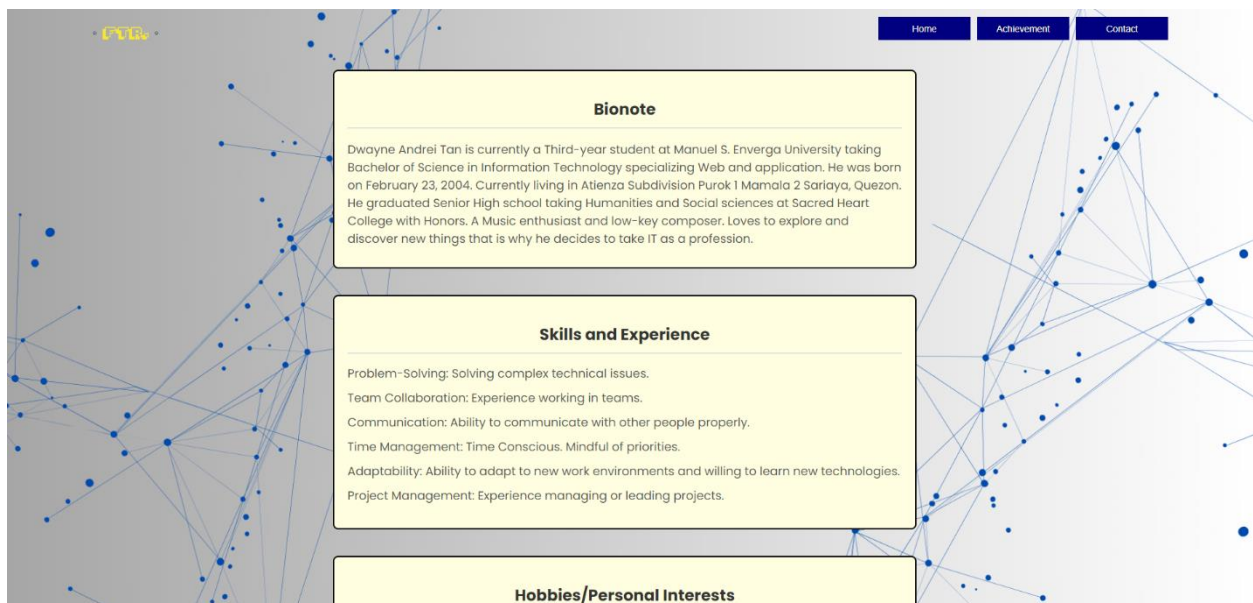 FTR.
Home Achievement Contact
Bionote
Dwayne Andrei Tan is currently a Third-year student at Manuel S. Enverga University taking
Bachelor of Science in Information Technology specializing Web and application. He was born
on February 23, 2004. Currently living in Atienza Subdivision Purok 1 Mamala 2 Sariaya, Quezon.
He graduated Senior High school taking Humanities and Social sciences at Sacred Heart
College with Honors. A Music enthusiast and low-key composer. Loves to explore and
discover new things that is why he decides to take IT as a profession.
Skills and Experience
Problem-Solving: Solving complex technical issues.
Team Collaboration: Experience working in teams.
Communication: Ability to communicate with other people properly.
Time Management: Time Conscious. Mindful of priorities.
Adaptability: Ability to adapt to new work environments and willing to learn new technologies.
Project Management: Experience managing or leading projects.
Hobbies/Personal Interests